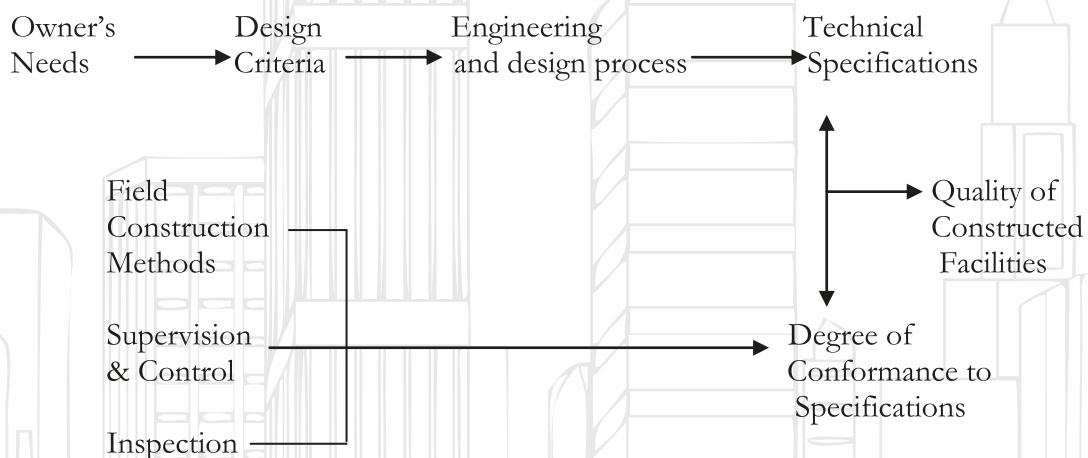 Owner’s
Needs
Design
Criteria
Engineering
and design process
Technical
Specifications
Field
Construction
Methods
Quality of
Constructed
Facilities
Supervision
& Control
Degree of
Conformance to
Specifications
Inspection